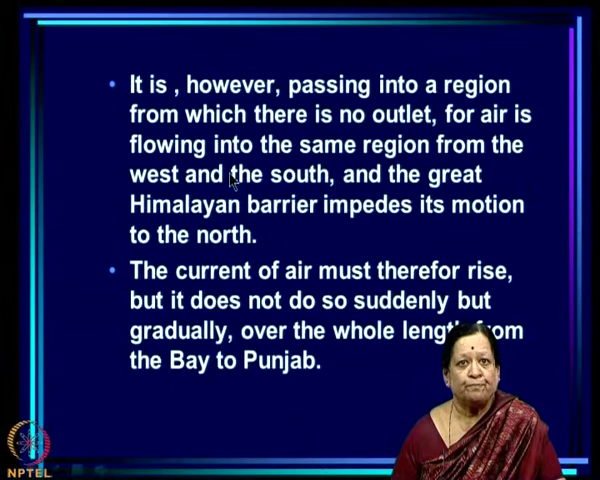 It is , however, passing into a region
from which there is no outlet, for air is
flowing into the same region from the
west and the south, and the great
Himalayan barrier impedes its motion
to the north.
The current of air must therefor rise,
but it does not do so suddenly but
gradually, over the whole length from
the Bay to Punjab.
NPTEL